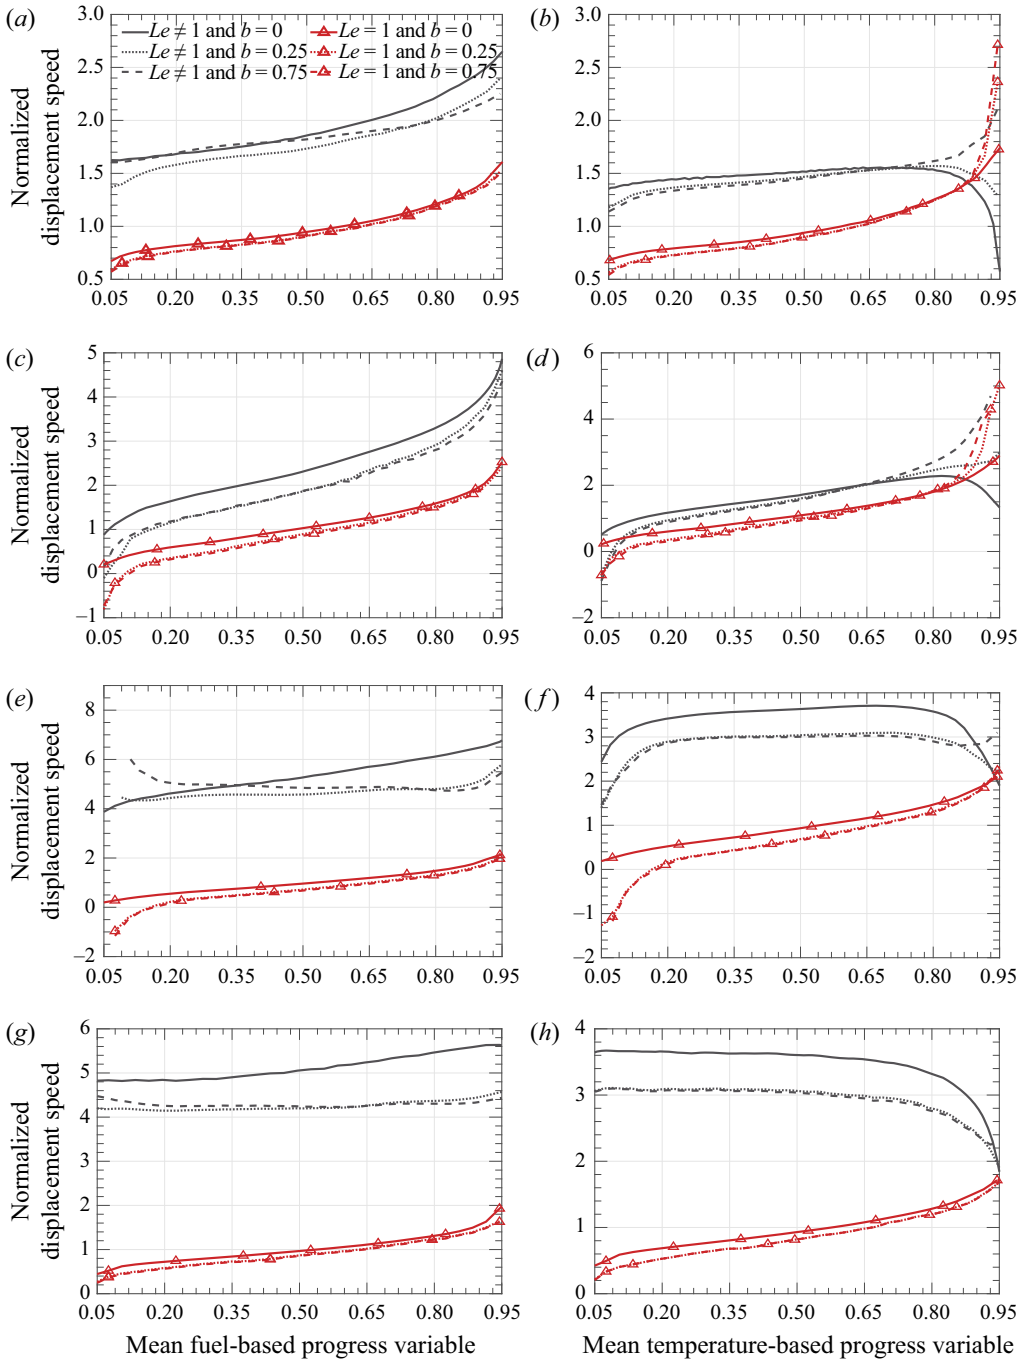 (a)
3.0
2.5
2.0
1.5
1.0
0.5
0.05 0.20 0.35 0.50 0.65 0.80 0.95
Normalized
displacement speed
Le ≠ 1 and b = 0
Le ≠ 1 and b = 0.25
Le ≠ 1 and b = 0.75
Le = 1 and b = 0
Le = 1 and b = 0.25
Le = 1 and b = 0.75
(b)
3.0
2.5
2.0
1.5
1.0
0.5
0.05 0.20 0.35 0.50 0.65 0.80 0.95
(c)
5
4
3
2
1
0
−1
0.05 0.20 0.35 0.50 0.65 0.80 0.95
Normalized
displacement speed
(d)
6
4
2
0
−2
0.05 0.20 0.35 0.50 0.65 0.80 0.95
(e)
8
6
4
2
0
−2
0.05 0.20 0.35 0.50 0.65 0.80 0.95
Normalized
displacement speed
(f)
4
3
2
1
0
−1
−2
0.05 0.20 0.35 0.50 0.65 0.80 0.95
(g)
6
5
4
3
2
1
0
0.05 0.20 0.35 0.50 0.65 0.80 0.95
Normalized
displacement speed
Mean fuel-based progress variable
(h)
4
3
2
1
0
0.05 0.20 0.35 0.50 0.65 0.80 0.95
Mean temperature-based progress variable